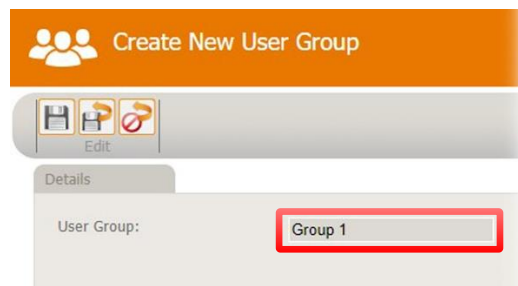 Create New User Group
Edit
Details
User Group:
Group 1